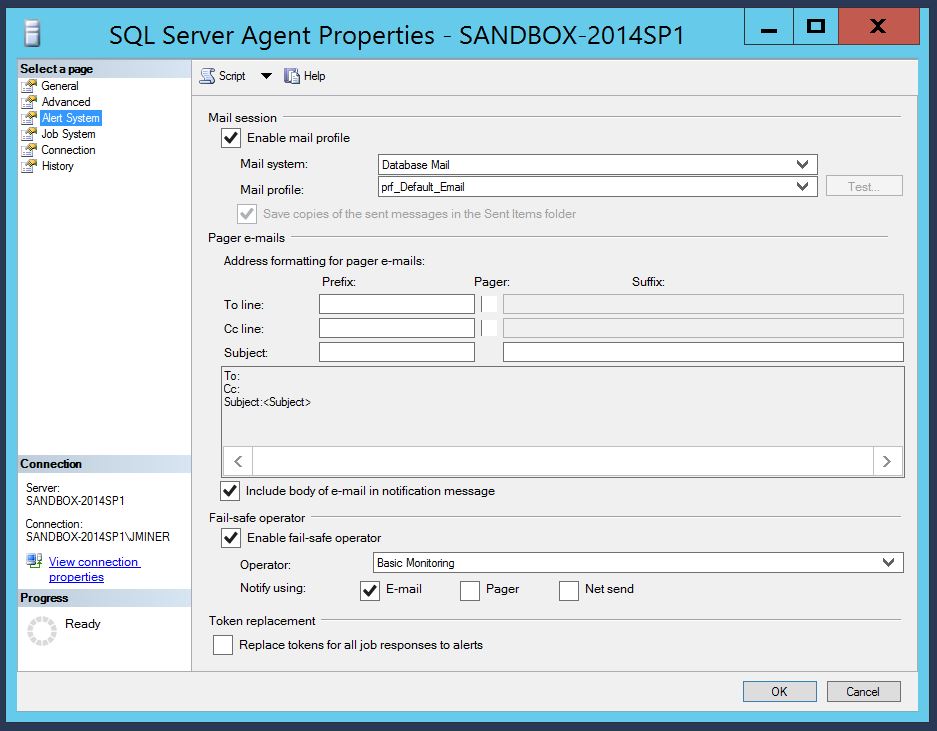 SQL Server Agent Properties - SANDBOX-2014SP1
Select a page
General
Advanced
Alert System
Job System
Connection
History
Script Help
Mail session
Enable mail profile
Mail system: Database Mail
Mail profile: prf_Default_Email Test...
Save copies of the sent messages in the Sent Items folder
Pager e-mails
Address formatting for pager e-mails:
Prefix: Pager: Suffix:
To line:
Cc line:
Subject:
To:
Cc:
Subject:<Subject>
Include body of e-mail in notification message
Fail-safe operator
Enable fail-safe operator
Operator: Basic Monitoring
Notify using: E-mail Pager Net send
Token replacement
Replace tokens for all job responses to alerts
Connection
Server:
SANDBOX-2014SP1
Connection:
SANDBOX-2014SP1\JMINER
View connection
properties
Progress
Ready
OK Cancel